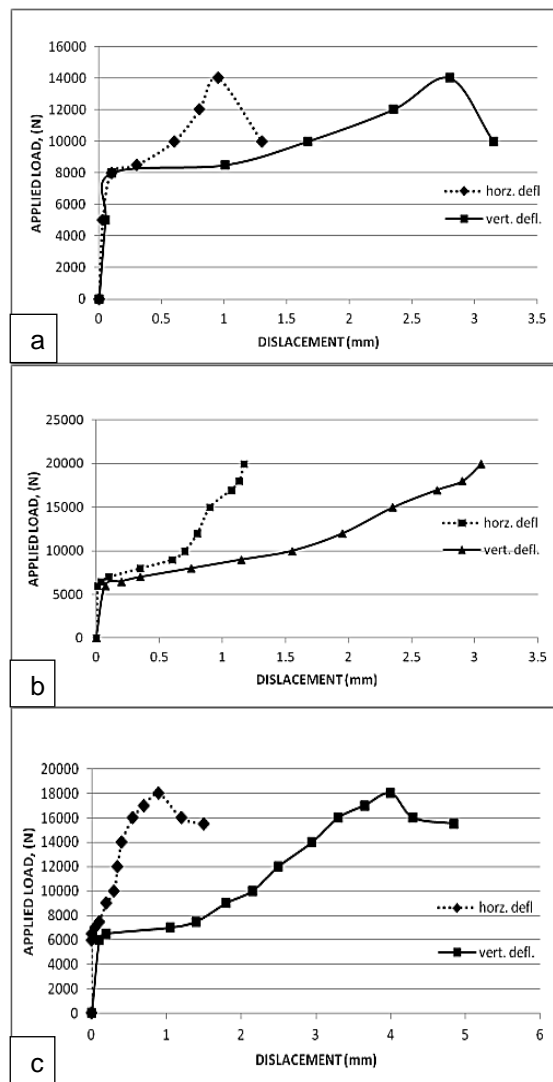 APPLIED LOAD, (N)
16000
14000
12000
10000
8000
6000
4000
2000
0
0 0.5 1 1.5 2 2.5 3 3.5
DISLACEMENT (mm)
horz. defl
vert. defl.
a
APPLIED LOAD, (N)
25000
20000
15000
10000
5000
0
0 0.5 1 1.5 2 2.5 3 3.5
DISLACEMENT (mm)
horz. defl
vert. defl.
b
APPLIED LOAD, (N)
20000
18000
16000
14000
12000
10000
8000
6000
4000
2000
0
0 1 2 3 4 5 6
DISLACEMENT (mm)
horz. defl
vert. defl.
c